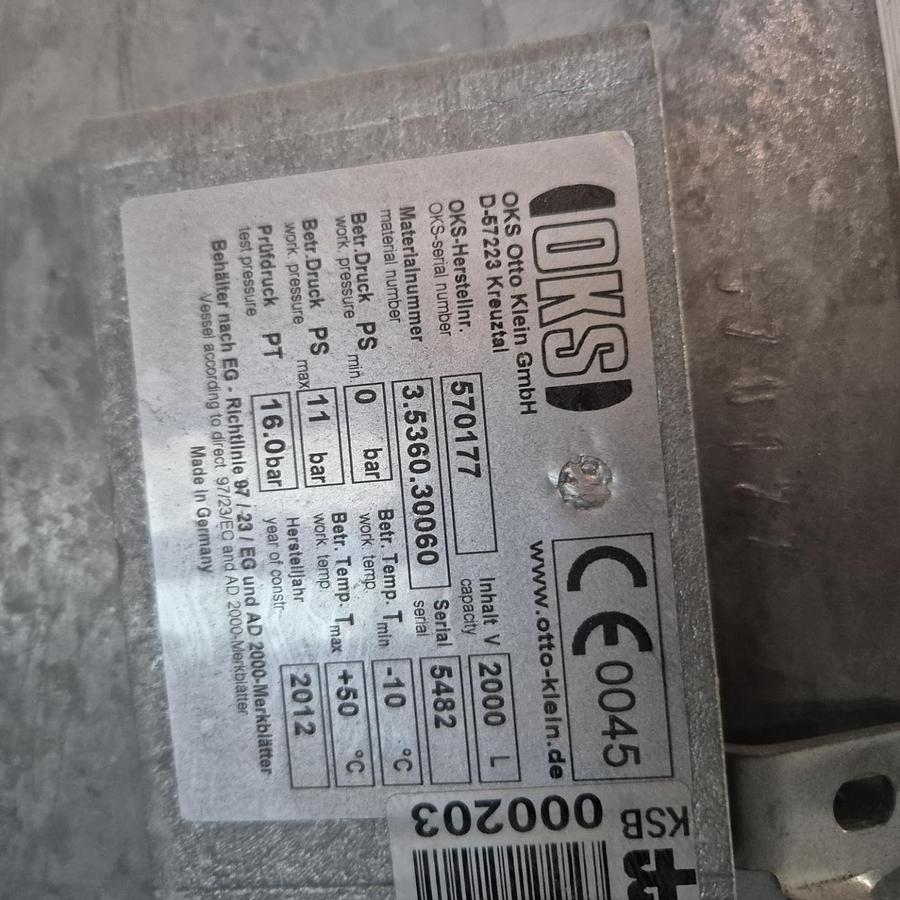 OKS
CE 0045
OKS Otto Klein GmbH
D-57223 Kreuztal
www.otto-klein.de
OKS-Herstellnr.
OKS-serial number
570177
Inhalt V
capacity
2000 L
Materialnummer
material number
3.5360.30060
Serial
serial
5482
Betr.Druck PS min.
work. pressure
0 bar
Betr. Temp. Tmin
work. temp.
-10 °C
Betr.Druck PS max
work. pressure
11 bar
Betr. Temp. Tmax
work. temp.
+50 °C
Prüfdruck PT
test pressure
16.0bar
Herstelljahr
year of constr.
2012
Behälter nach EG - Richtlinie 97 / 23 / EG und AD 2000-Merkblätter
Vessel according to direct. 97/23/EC and AD 2000-Merkblätter
Made in Germany
570177
KSB
000203